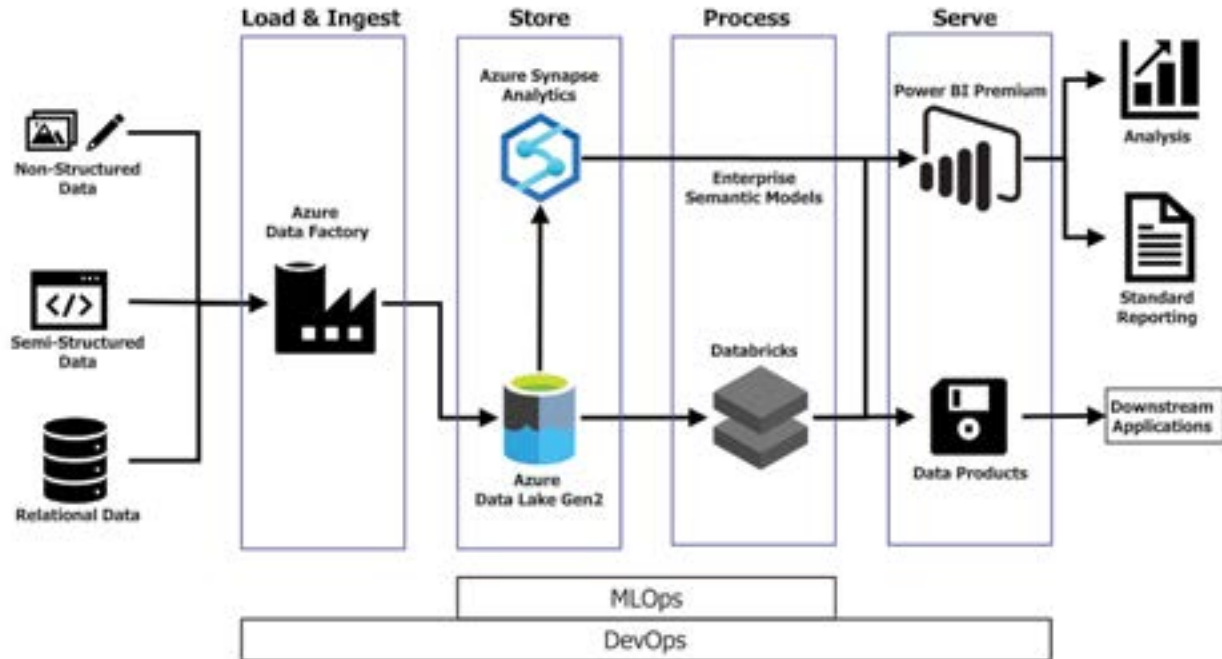 Load & Ingest
Store
Process
Serve
Non-Structured
Data
Semi-Structured
Data
Relational Data
Azure
Data Factory
Azure Synapse
Analytics
Azure
Data Lake Gen2
Enterprise
Semantic Models
Databricks
Power BI Premium
Data Products
Analysis
Standard
Reporting
Downstream
Applications
MLOps
DevOps